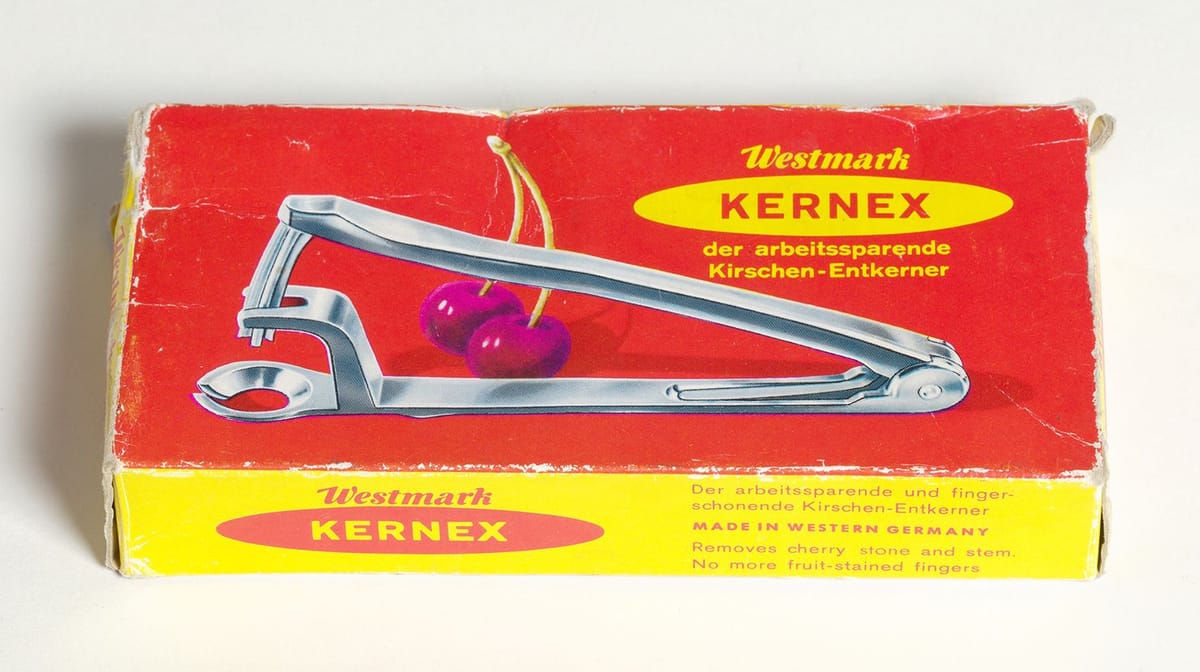 Westmark
KERNEX
der arbeitssparende
Kirschen-Entkerner
Westmark
KERNEX
Der arbeitssparende und finger-
schonende Kirschen-Entkerner
MADE IN WESTERN GERMANY
Removes cherry stone and stem.
No more fruit-stained fingers